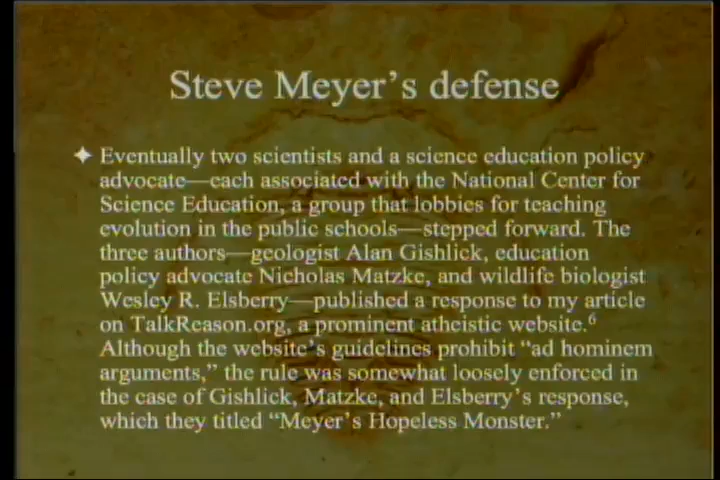 Steve Meyer's defense
✦ Eventually two scientists and a science education policy
advocate—each associated with the National Center for
Science Education, a group that lobbies for teaching
evolution in the public schools—stepped forward. The
three authors—geologist Alan Gishlick, education
policy advocate Nicholas Matzke, and wildlife biologist
Wesley R. Elsberry—published a response to my article
on TalkReason.org, a prominent atheistic website.⁶
Although the website's guidelines prohibit "ad hominem
arguments," the rule was somewhat loosely enforced in
the case of Gishlick, Matzke, and Elsberry's response,
which they titled "Meyer's Hopeless Monster."